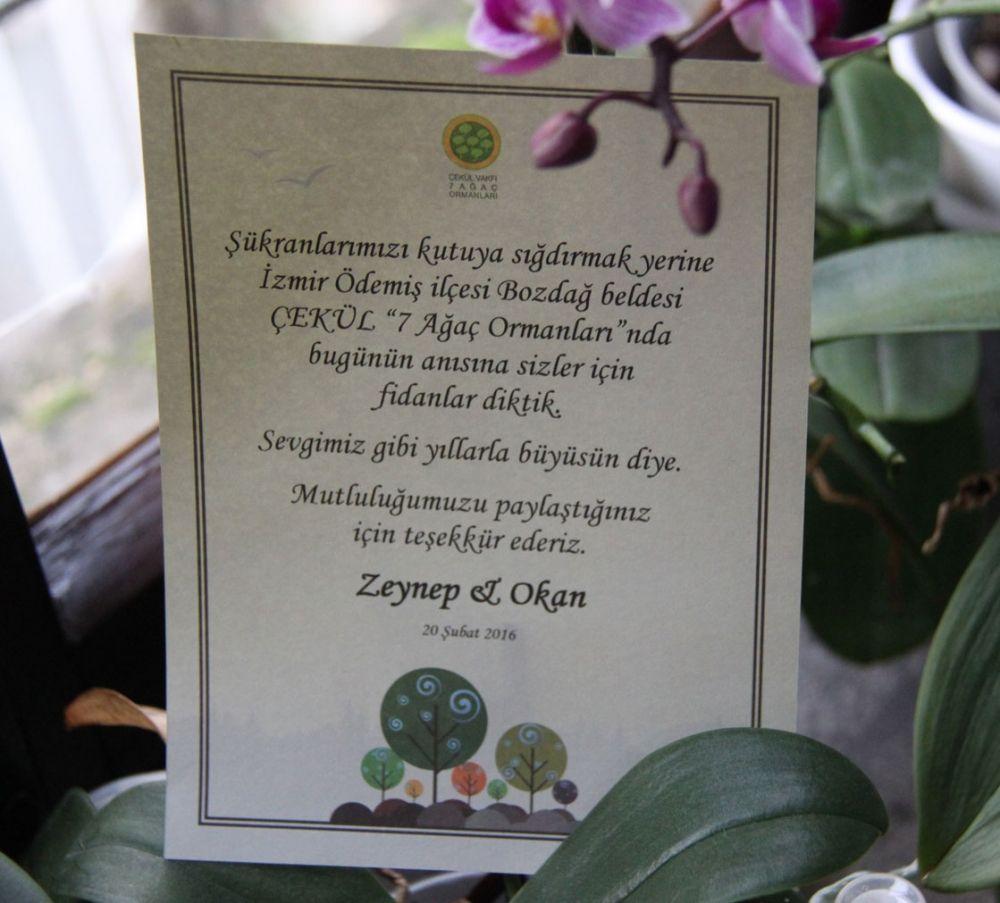 ÇEKÜL VAKFI
7 AĞAÇ
ORMANLARI
Şükranlarımızı kutuya sığdırmak yerine
İzmir Ödemiş ilçesi Bozdağ beldesi
ÇEKÜL “7 Ağaç Ormanları”nda
bugünün anısına sizler için
fidanlar diktik.
Sevgimiz gibi yıllarla büyüsün diye.
Mutluluğumuzu paylaştığınız
için teşekkür ederiz.
Zeynep & Okan
20 Şubat 2016